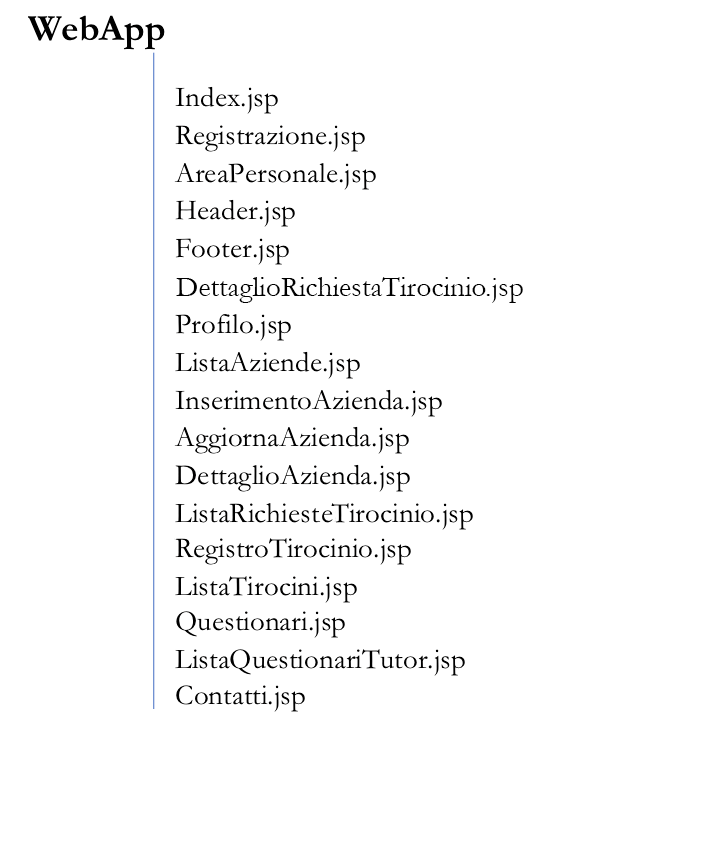 WebApp
Index.jsp
Registrazione.jsp
AreaPersonale.jsp
Header.jsp
Footer.jsp
DettaglioRichiestaTirocinio.jsp
Profilo.jsp
ListaAziende.jsp
InserimentoAzienda.jsp
AggiornaAzienda.jsp
DettaglioAzienda.jsp
ListaRichiesteTirocinio.jsp
RegistroTirocinio.jsp
ListaTirocini.jsp
Questionari.jsp
ListaQuestionariTutor.jsp
Contatti.jsp